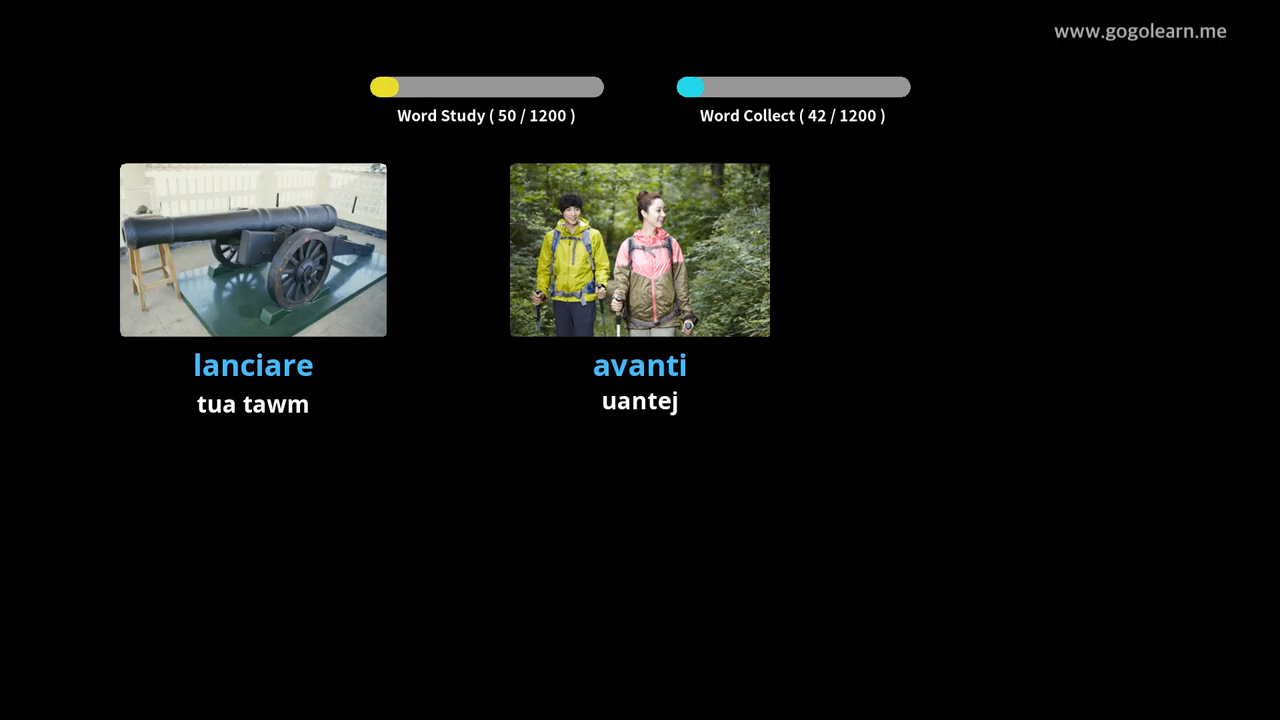 www.gogolearn.me
Word Study ( 50 / 1200 )
Word Collect ( 42 / 1200 )
lanciare
tua tawm
avanti
uantej